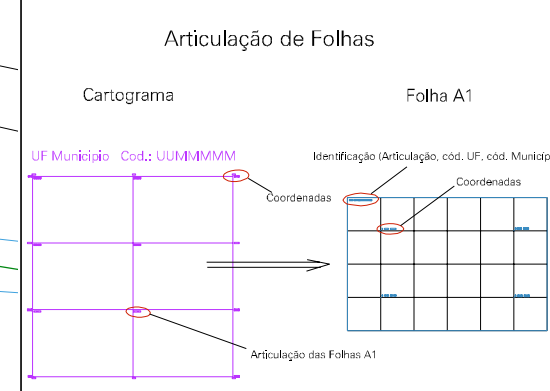 Articulação de Folhas
Cartograma
Folha A1
UF Municipio Cod.: UUMMMMM
Identificação (Articulação, cód. UF, cód. Municíp
Coordenadas
Coordenadas
Articulação das Folhas A1